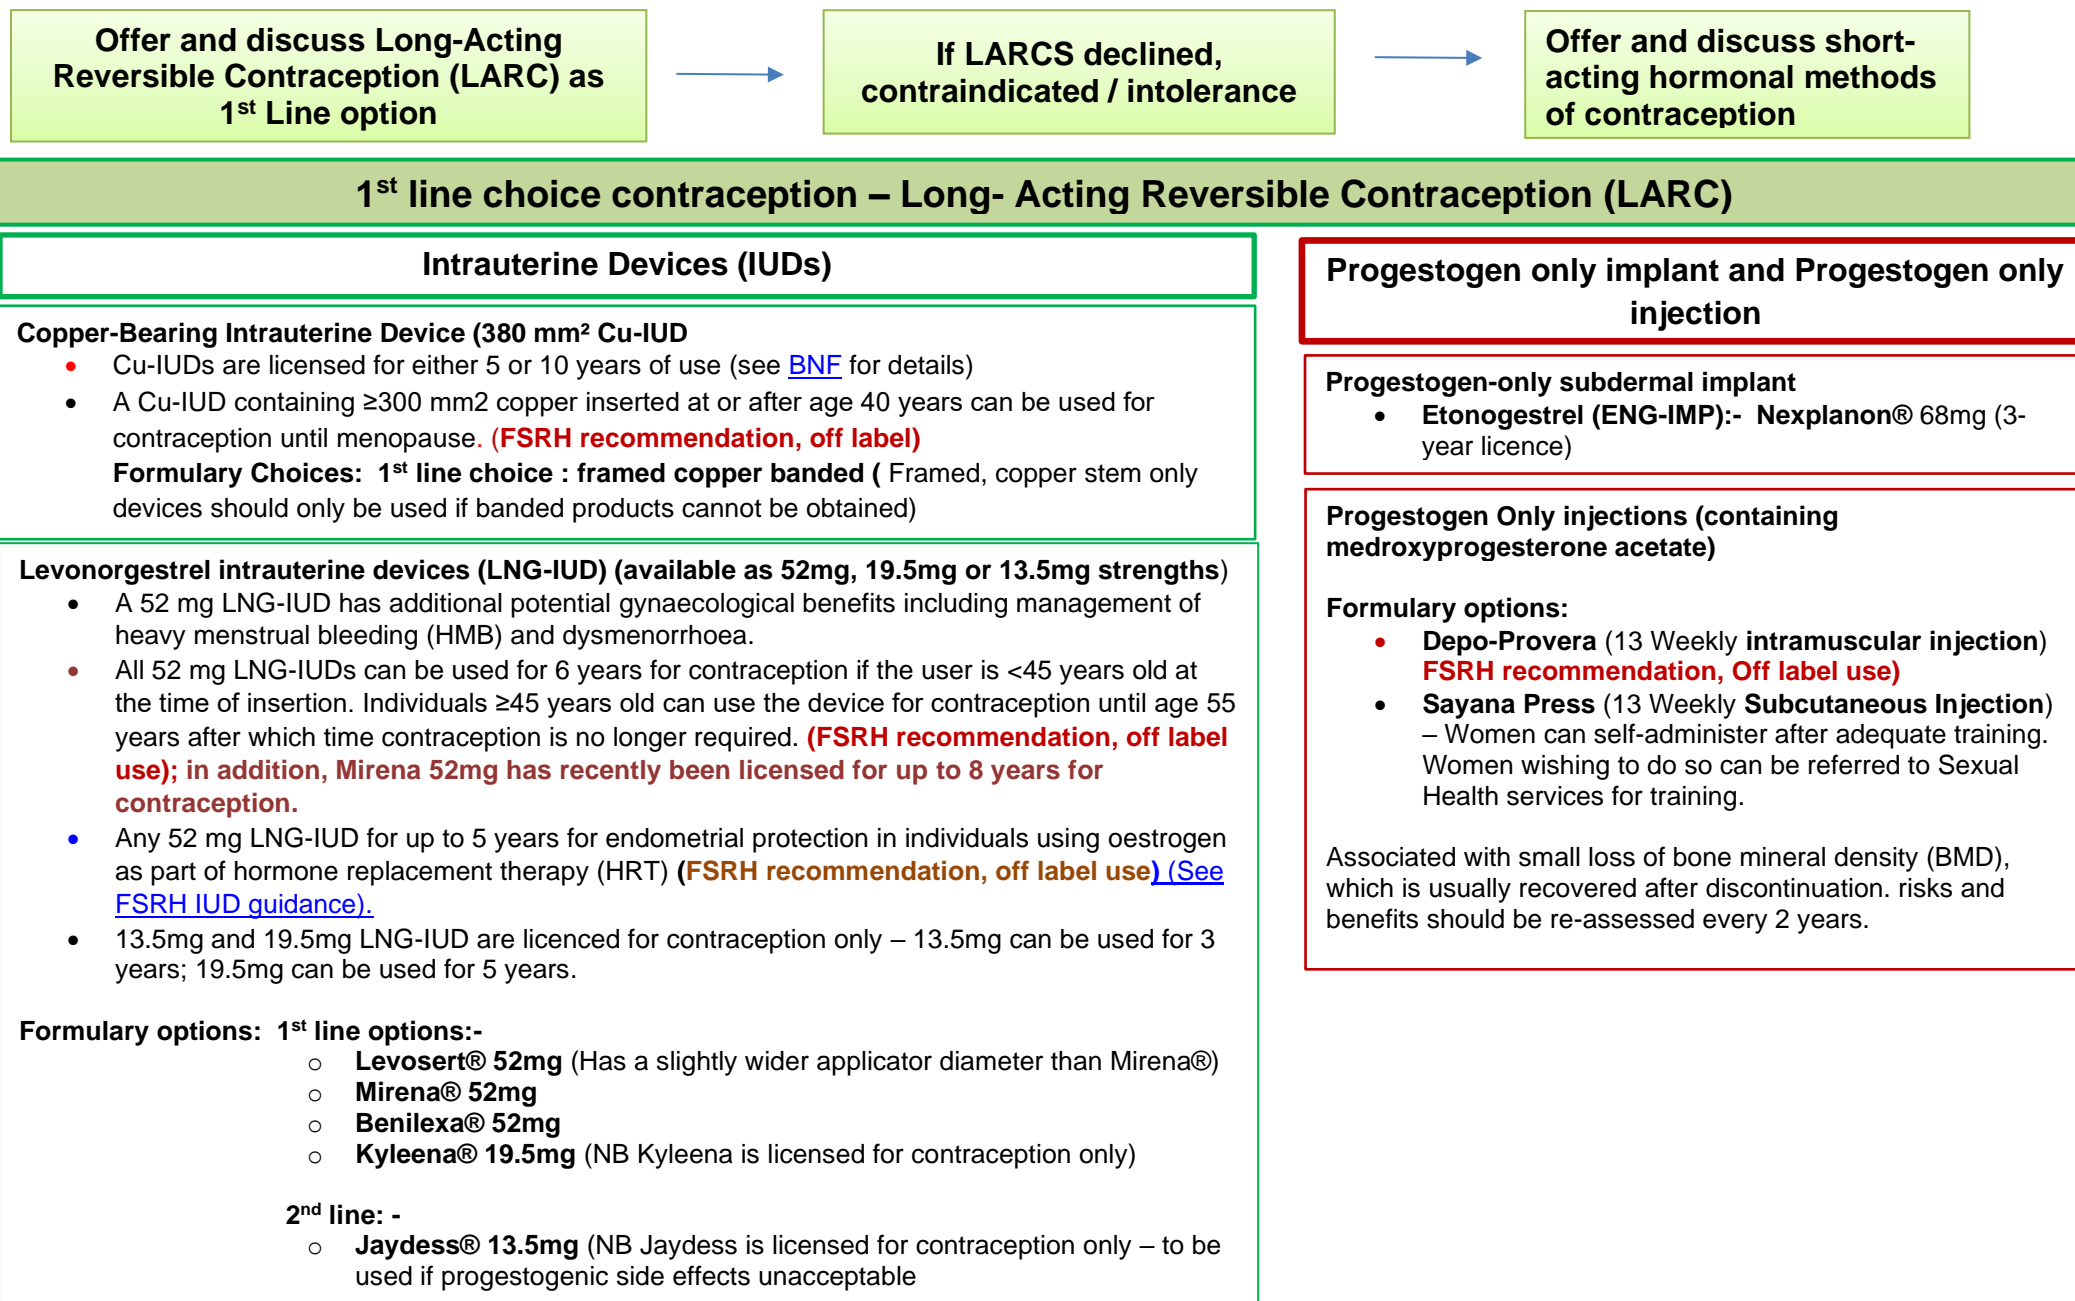 Offer and discuss Long-Acting
Reversible Contraception (LARC) as
1st Line option
If LARCS declined,
contraindicated / intolerance
Offer and discuss short-
acting hormonal methods
of contraception
1st line choice contraception – Long- Acting Reversible Contraception (LARC)
Intrauterine Devices (IUDs)
Copper-Bearing Intrauterine Device (380 mm² Cu-IUD
• Cu-IUDs are licensed for either 5 or 10 years of use (see BNF for details)
• A Cu-IUD containing ≥300 mm2 copper inserted at or after age 40 years can be used for
contraception until menopause. (FSRH recommendation, off label)
Formulary Choices: 1st line choice : framed copper banded ( Framed, copper stem only
devices should only be used if banded products cannot be obtained)
Levonorgestrel intrauterine devices (LNG-IUD) (available as 52mg, 19.5mg or 13.5mg strengths)
• A 52 mg LNG-IUD has additional potential gynaecological benefits including management of
heavy menstrual bleeding (HMB) and dysmenorrhoea.
• All 52 mg LNG-IUDs can be used for 6 years for contraception if the user is <45 years old at
the time of insertion. Individuals ≥45 years old can use the device for contraception until age 55
years after which time contraception is no longer required. (FSRH recommendation, off label
use); in addition, Mirena 52mg has recently been licensed for up to 8 years for
contraception.
• Any 52 mg LNG-IUD for up to 5 years for endometrial protection in individuals using oestrogen
as part of hormone replacement therapy (HRT) (FSRH recommendation, off label use) (See
FSRH IUD guidance).
• 13.5mg and 19.5mg LNG-IUD are licenced for contraception only – 13.5mg can be used for 3
years; 19.5mg can be used for 5 years.
Formulary options: 1st line options:-
○ Levosert® 52mg (Has a slightly wider applicator diameter than Mirena®)
○ Mirena® 52mg
○ Benilexa® 52mg
○ Kyleena® 19.5mg (NB Kyleena is licensed for contraception only)
2nd line: -
○ Jaydess® 13.5mg (NB Jaydess is licensed for contraception only – to be
used if progestogenic side effects unacceptable
Progestogen only implant and Progestogen only
injection
Progestogen-only subdermal implant
• Etonogestrel (ENG-IMP):- Nexplanon® 68mg (3-
year licence)
Progestogen Only injections (containing
medroxyprogesterone acetate)
Formulary options:
• Depo-Provera (13 Weekly intramuscular injection)
FSRH recommendation, Off label use)
• Sayana Press (13 Weekly Subcutaneous Injection)
– Women can self-administer after adequate training.
Women wishing to do so can be referred to Sexual
Health services for training.
Associated with small loss of bone mineral density (BMD),
which is usually recovered after discontinuation. risks and
benefits should be re-assessed every 2 years.